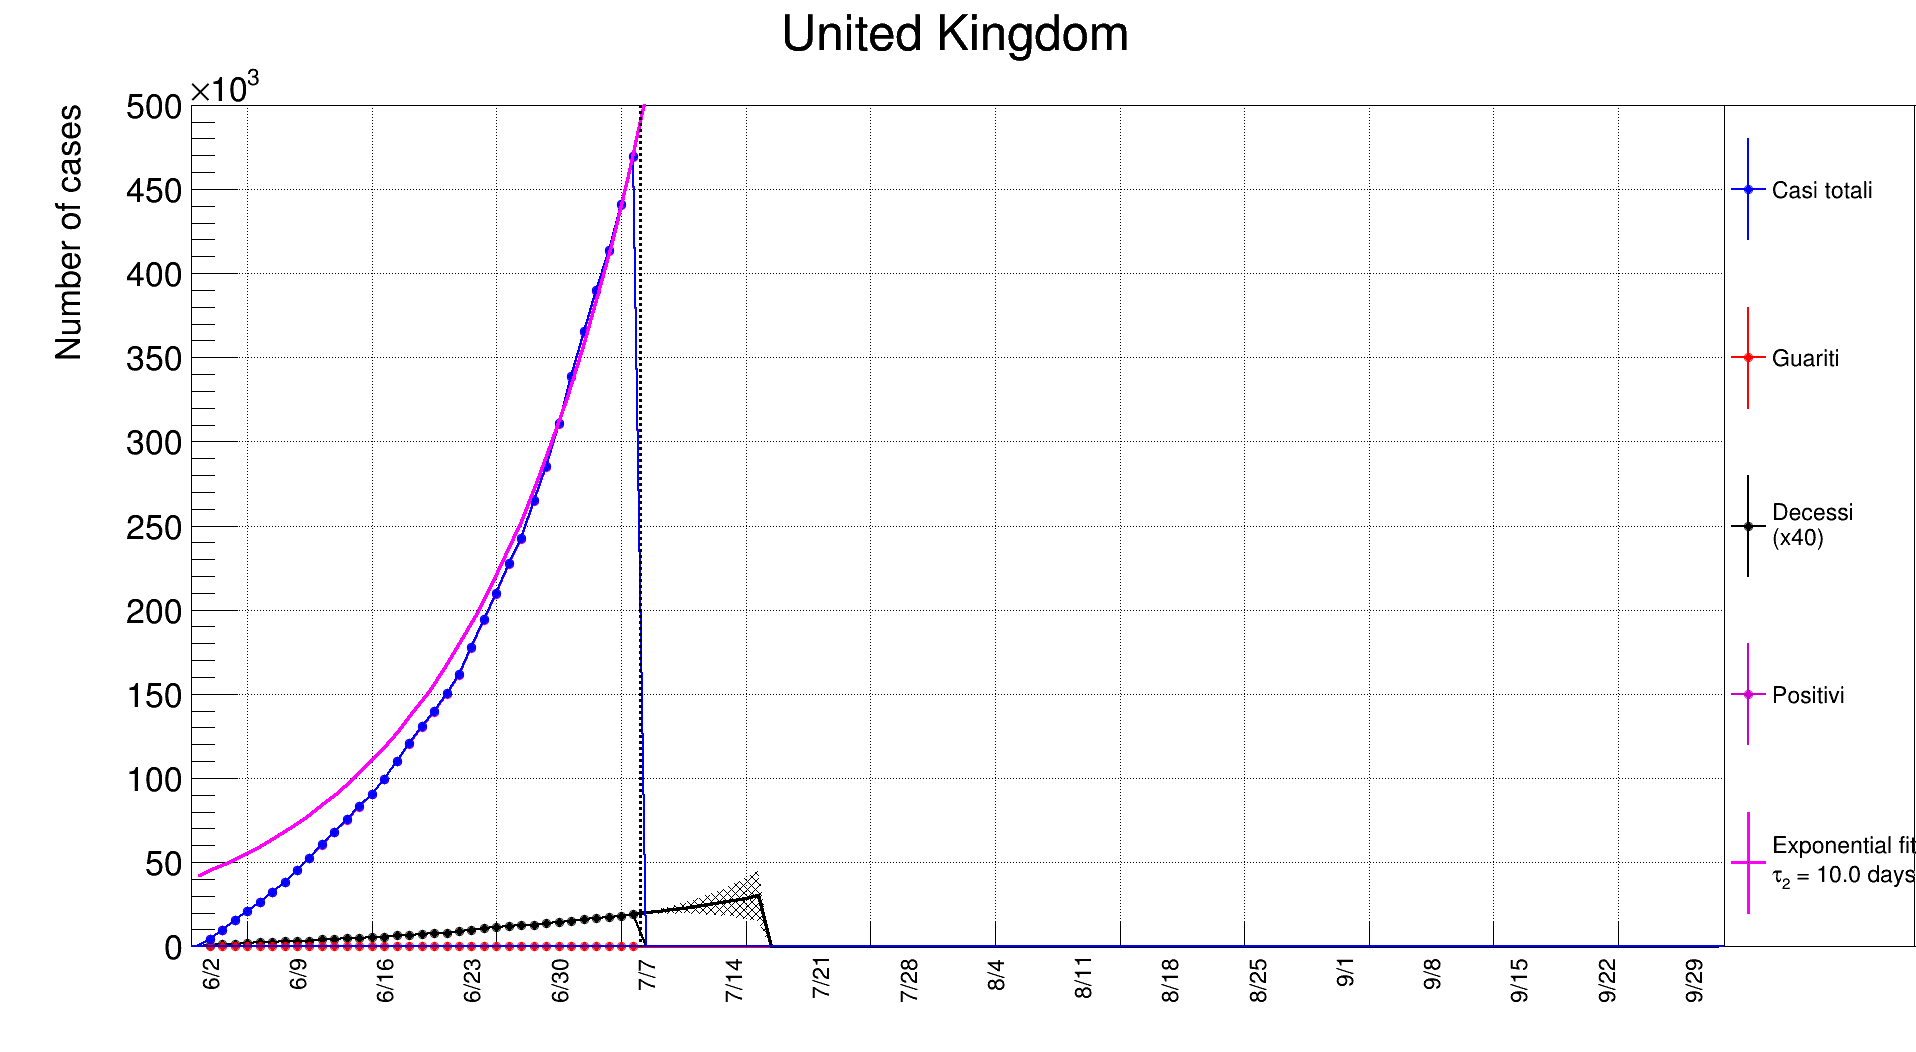 United Kingdom
×10³
Number of cases
500
450
400
350
300
250
200
150
100
50
0
6/2 6/9 6/16 6/23 6/30 7/7 7/14 7/21 7/28 8/4 8/11 8/18 8/25 9/1 9/8 9/15 9/22 9/29
Casi totali
Guariti
Decessi
(x40)
Positivi
Exponential fit
τ₂ = 10.0 days